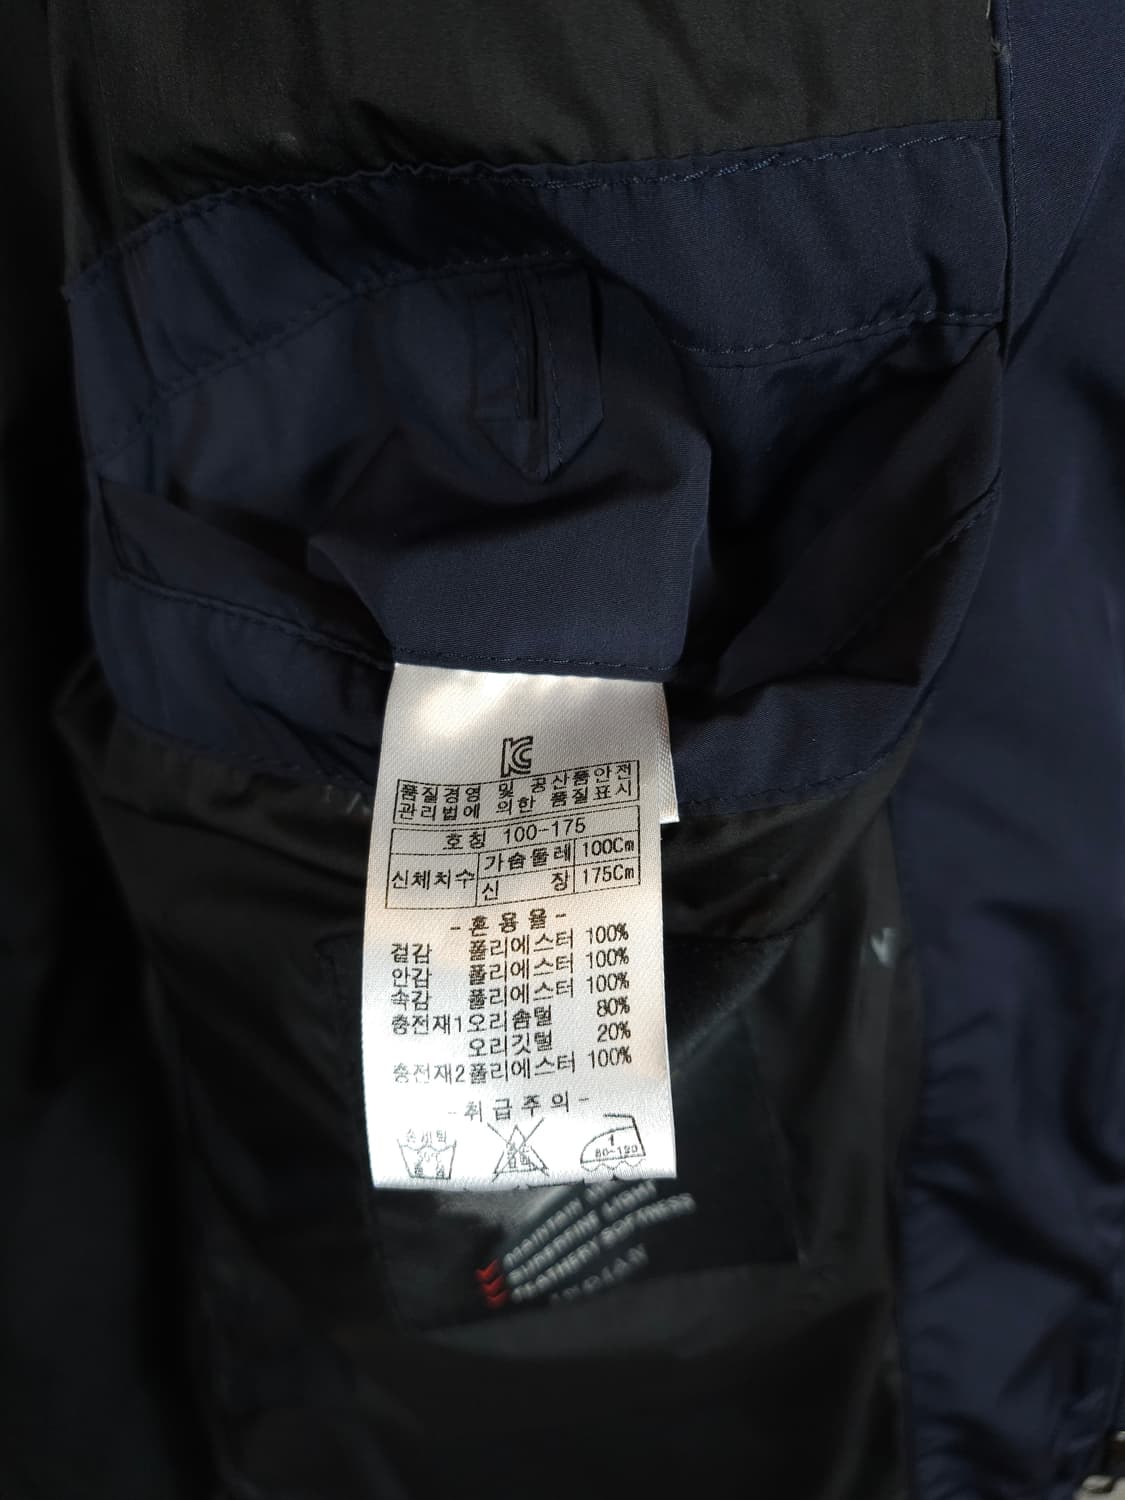 품질경영 및 공산품안전
관리법에 의한 품질표시
호칭 100-175
신체치수 가슴둘레 100Cm
신 장 175Cm
-혼용율-
겉감 폴리에스터 100%
안감 폴리에스터 100%
속감 폴리에스터 100%
충전재1 오리솜털 80%
오리깃털 20%
충전재2 폴리에스터 100%
-취급주의-
손세탁
1
80-120
MAINTAIN
SUPERFINE LIGHT
FEATHERY SOFTNESS